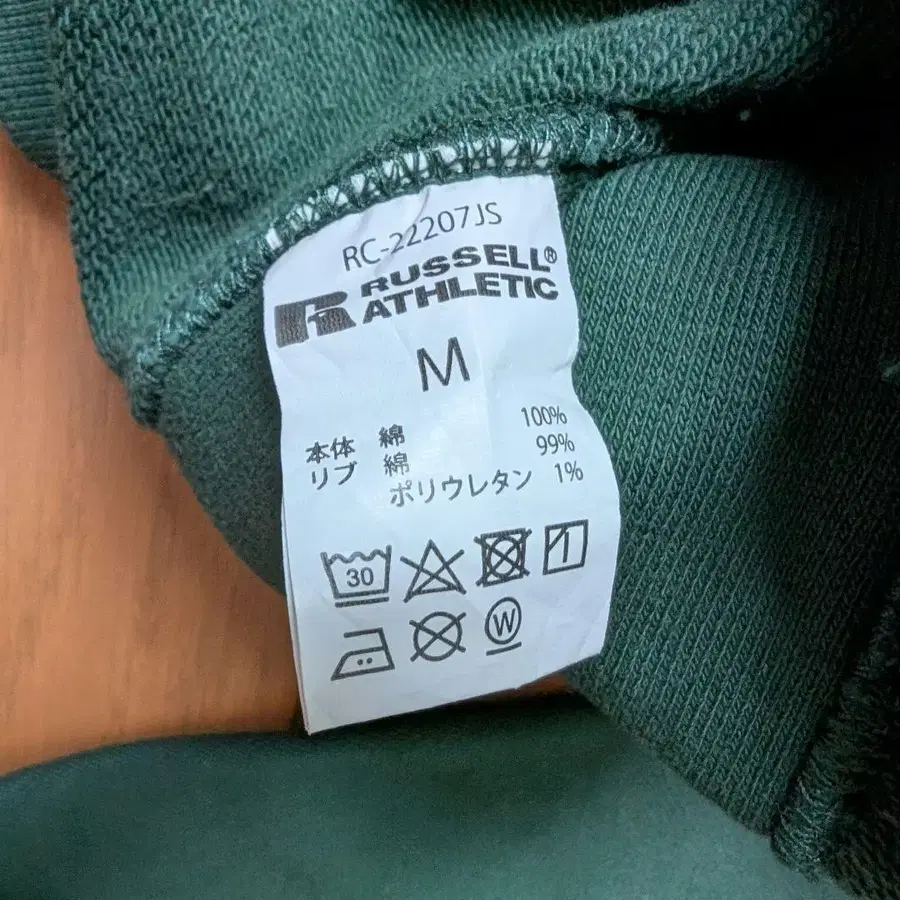 RC-22207JS
RUSSELL®
ATHLETIC
M
本体 綿 100%
リブ 綿 99%
ポリウレタン 1%
30
W